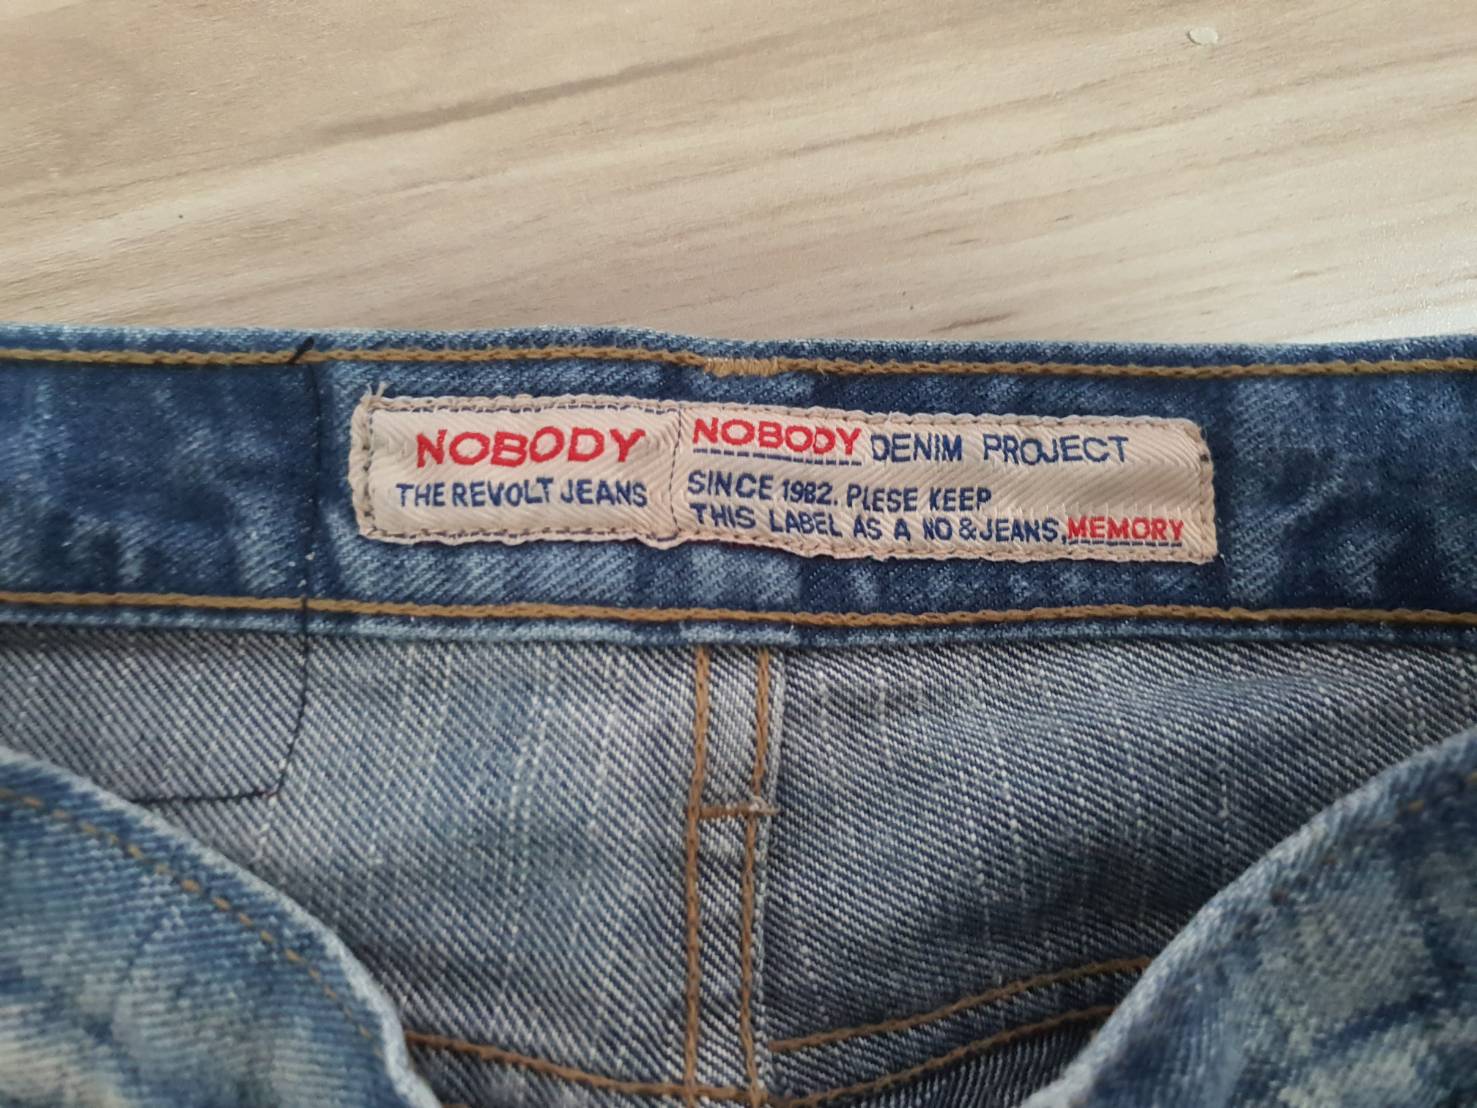 NOBODY
THE REVOLT JEANS
NOBODY DENIM PROJECT
SINCE 1982. PLESE KEEP
THIS LABEL AS A NO & JEANS, MEMORY